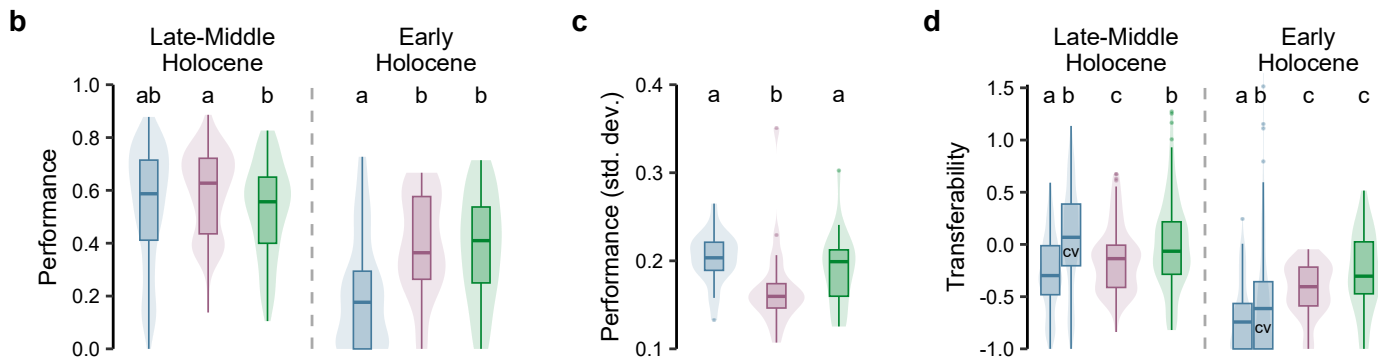 b
Late-Middle
Holocene
Early
Holocene
Performance
1.0
0.8
0.6
0.4
0.2
0.0
ab
a
b
a
b
b
c
Performance (std. dev.)
0.4
0.3
0.2
0.1
a
b
a
d
Late-Middle
Holocene
Early
Holocene
Transferability
1.5
1.0
0.5
0.0
-0.5
-1.0
a b c b
a b c c
cv
cv